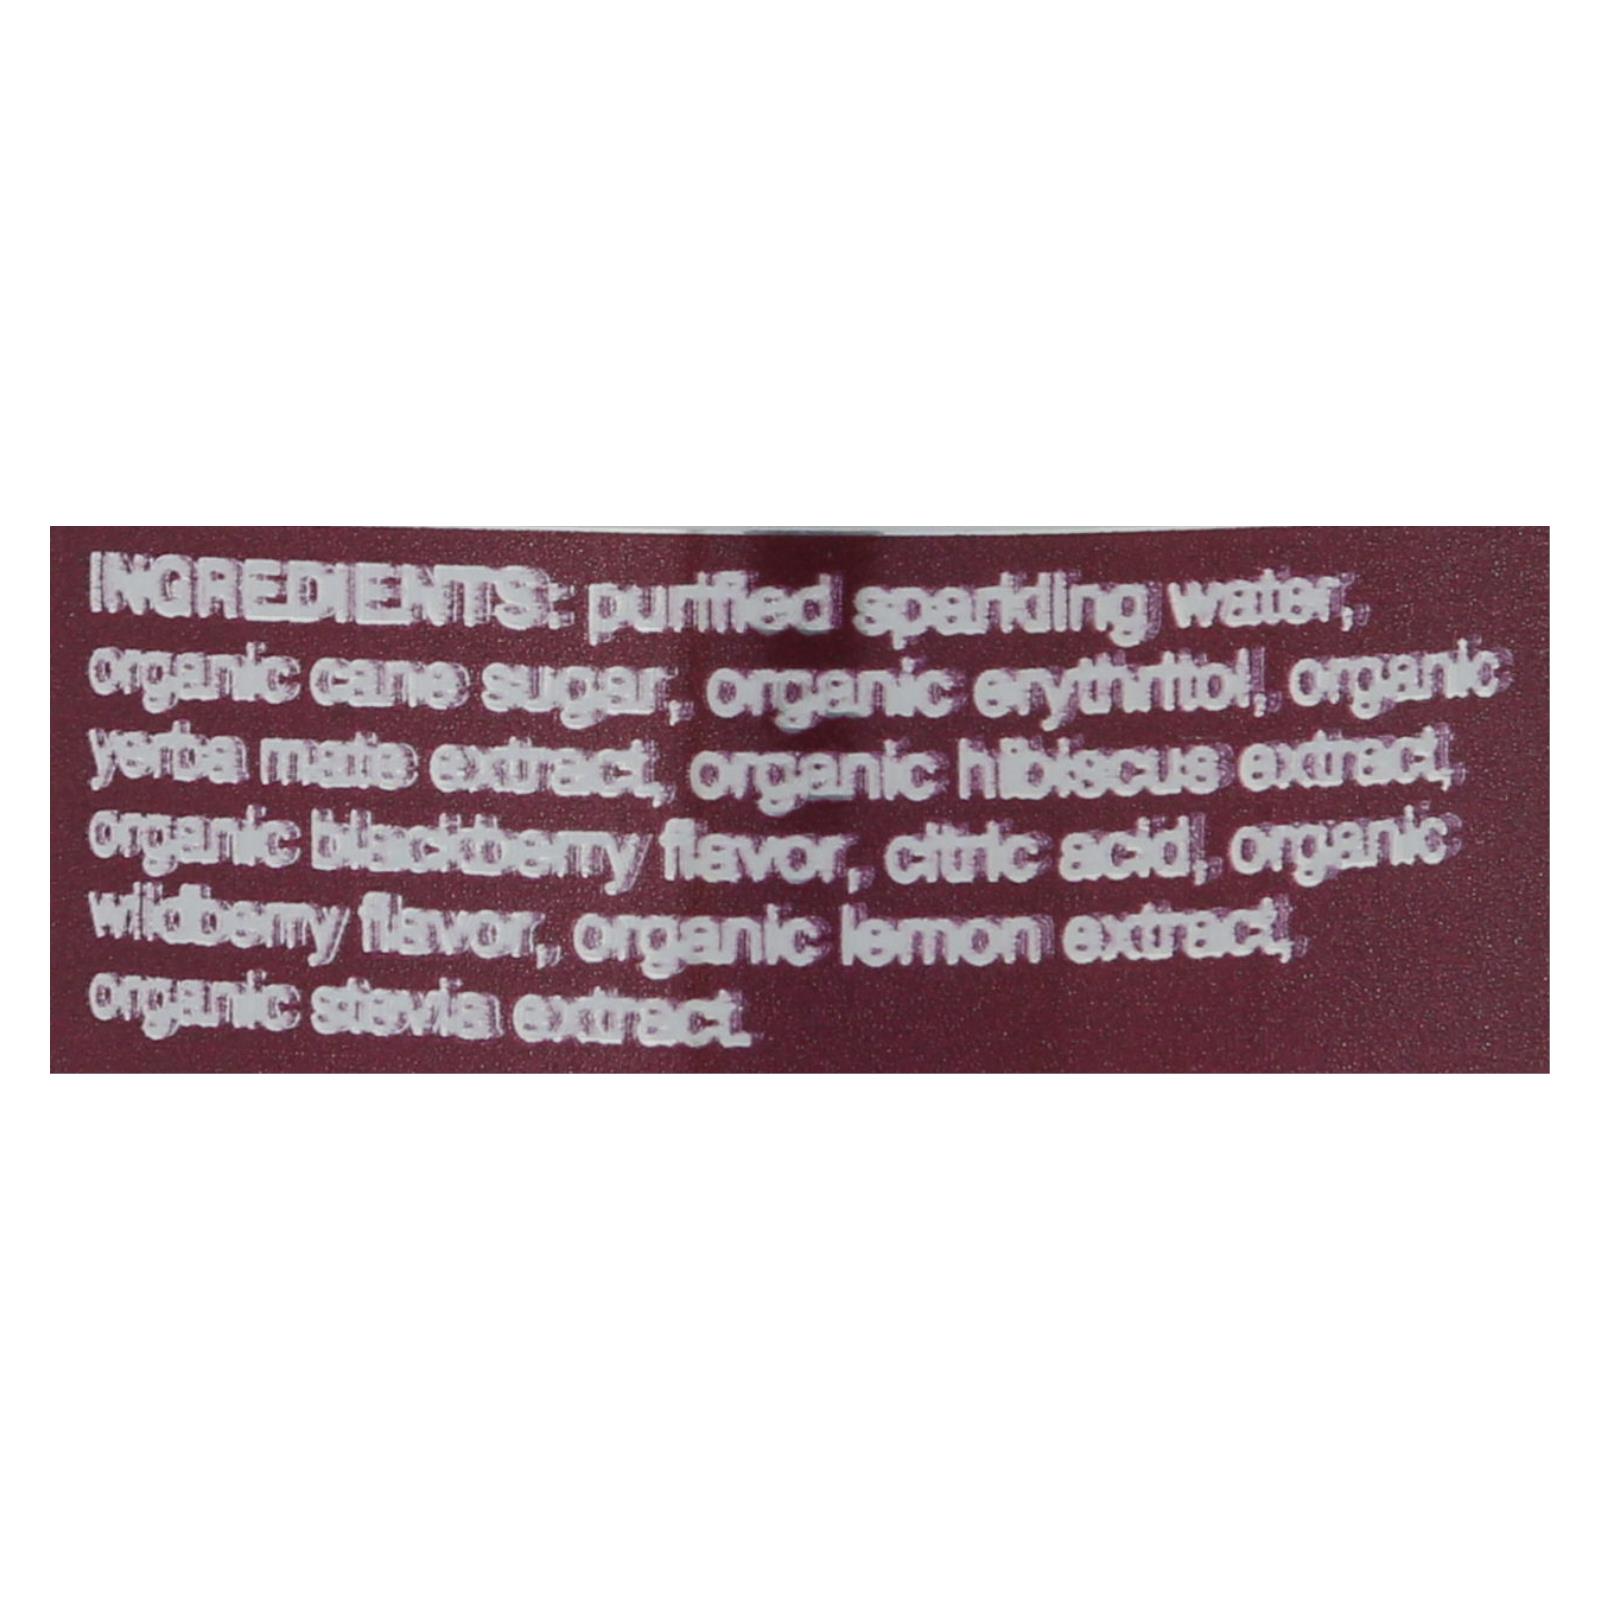 INGREDIENTS: purified sparkling water,
organic cane sugar, organic erythritol, organic
yerba mate extract, organic hibiscus extract,
organic blackberry flavor, citric acid, organic
wildberry flavor, organic lemon extract,
organic stevia extract.